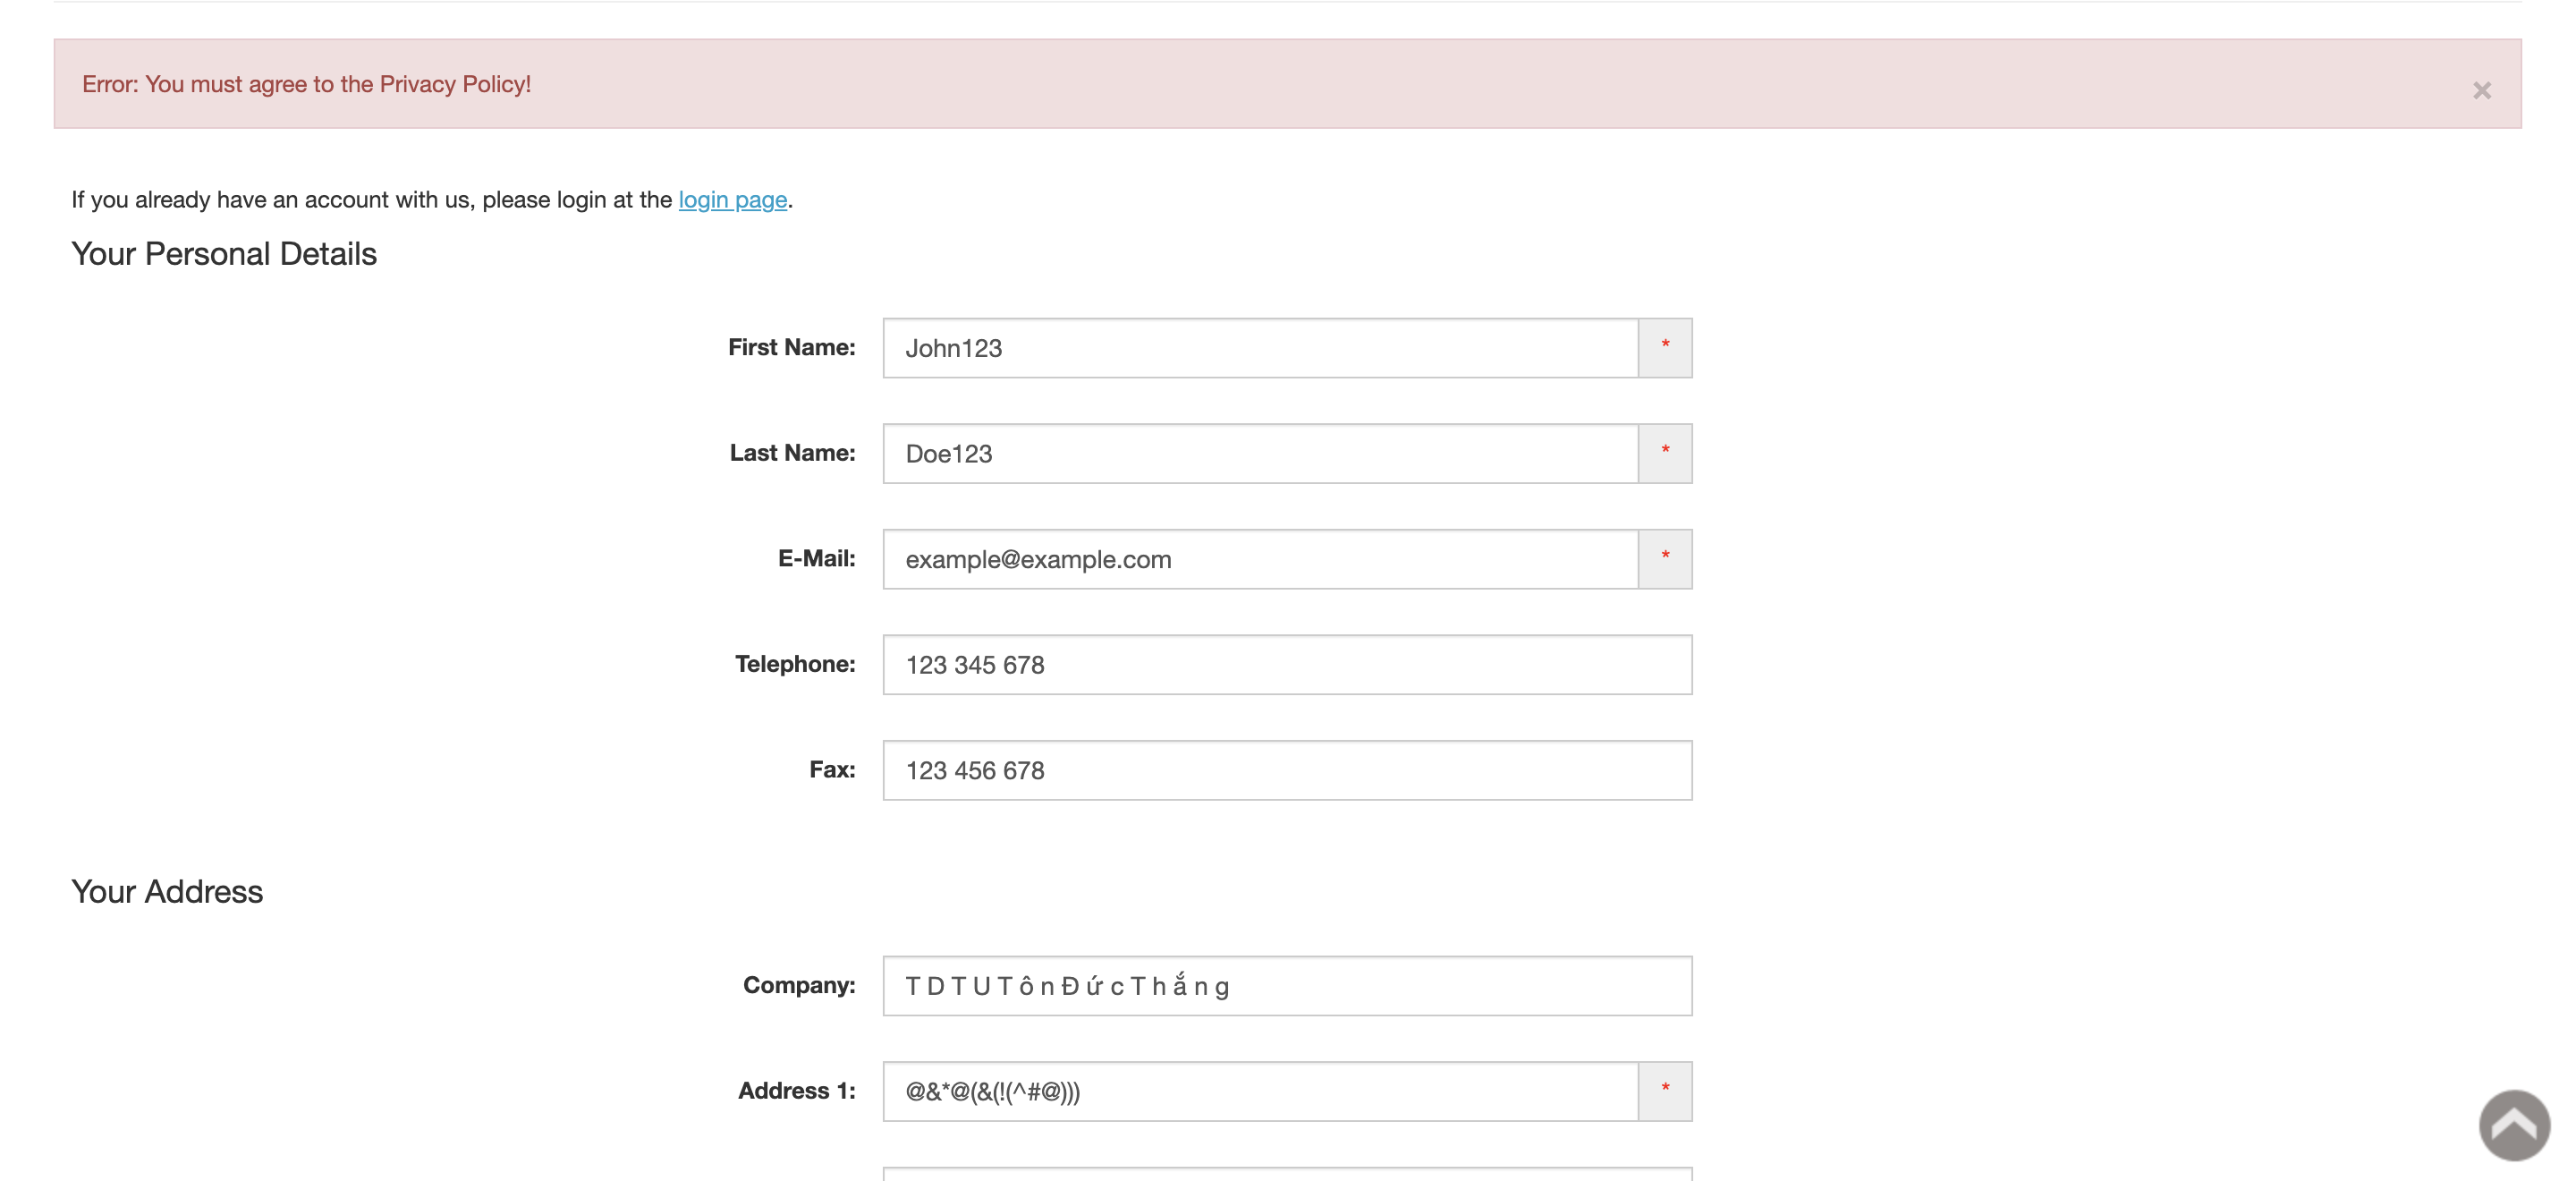 Error: You must agree to the Privacy Policy!
×
If you already have an account with us, please login at the login page.
Your Personal Details
First Name: John123 *
Last Name: Doe123 *
E-Mail: example@example.com *
Telephone: 123 345 678
Fax: 123 456 678
Your Address
Company: T D T U T ô n Đ ứ c T h ắ n g
Address 1: @&*@(&(!(^#@))) *